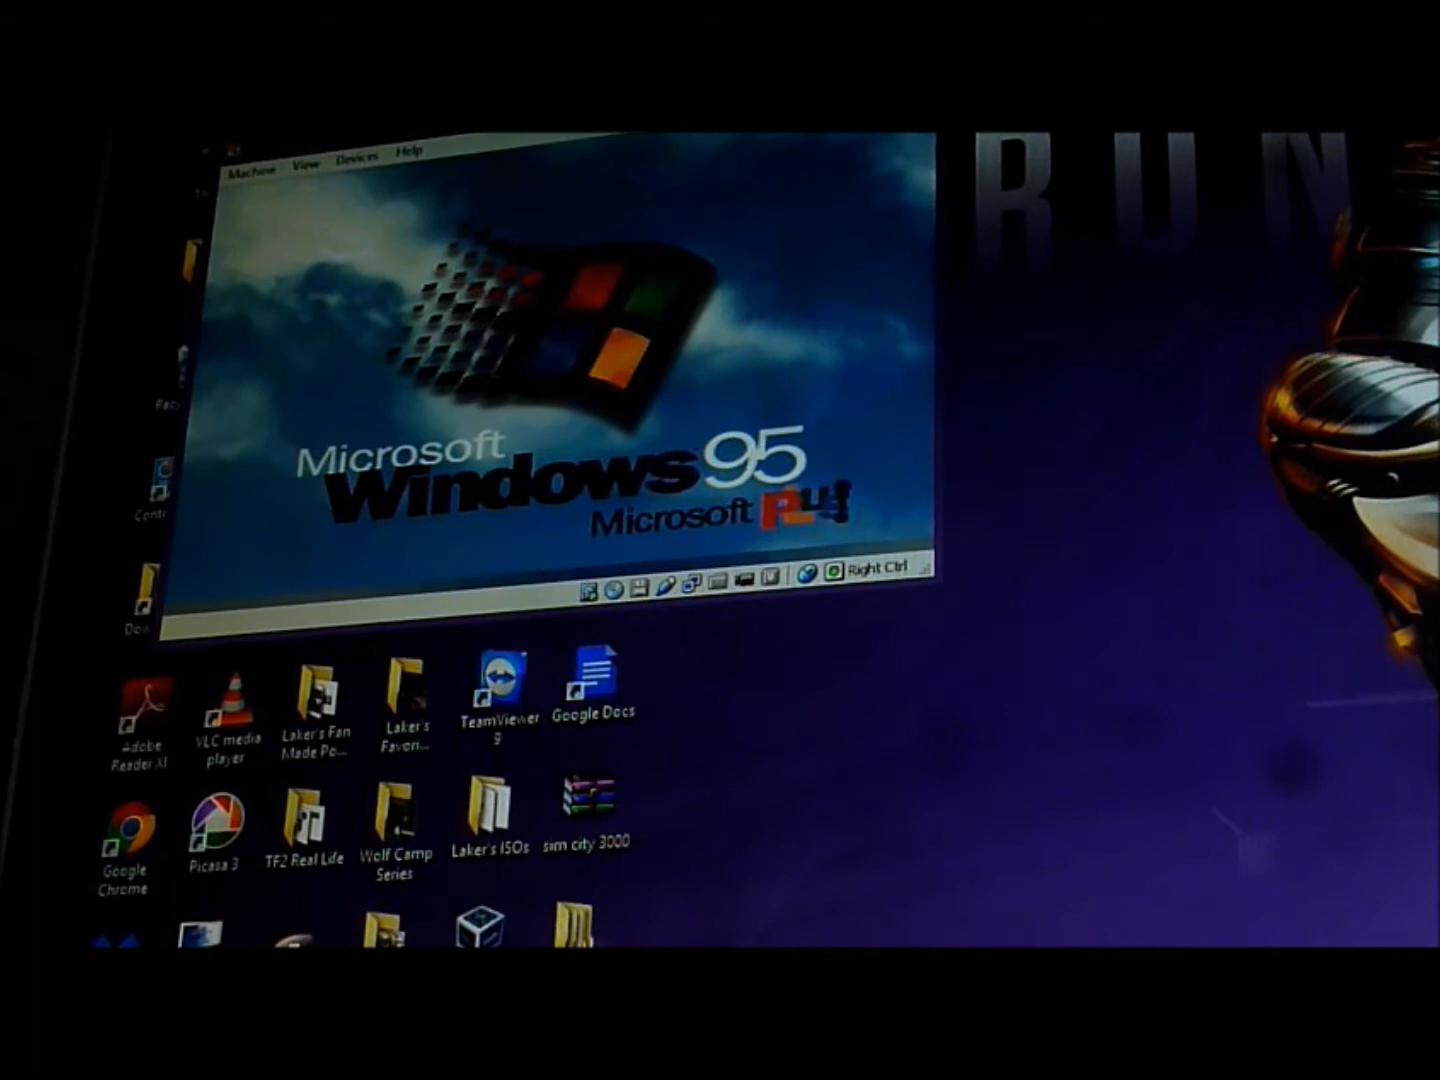 RUN
Machine View Devices Help
Microsoft
Windows 95
Microsoft Plus!
Right Ctrl
Adobe
Reader XI
VLC media
player
Laker's Fan
Made Po...
Laker's
Favori...
TeamViewer
9
Google Docs
Google
Chrome
Picasa 3
TF2 Real Life
Wolf Camp
Series
Laker's ISOs
sim city 3000